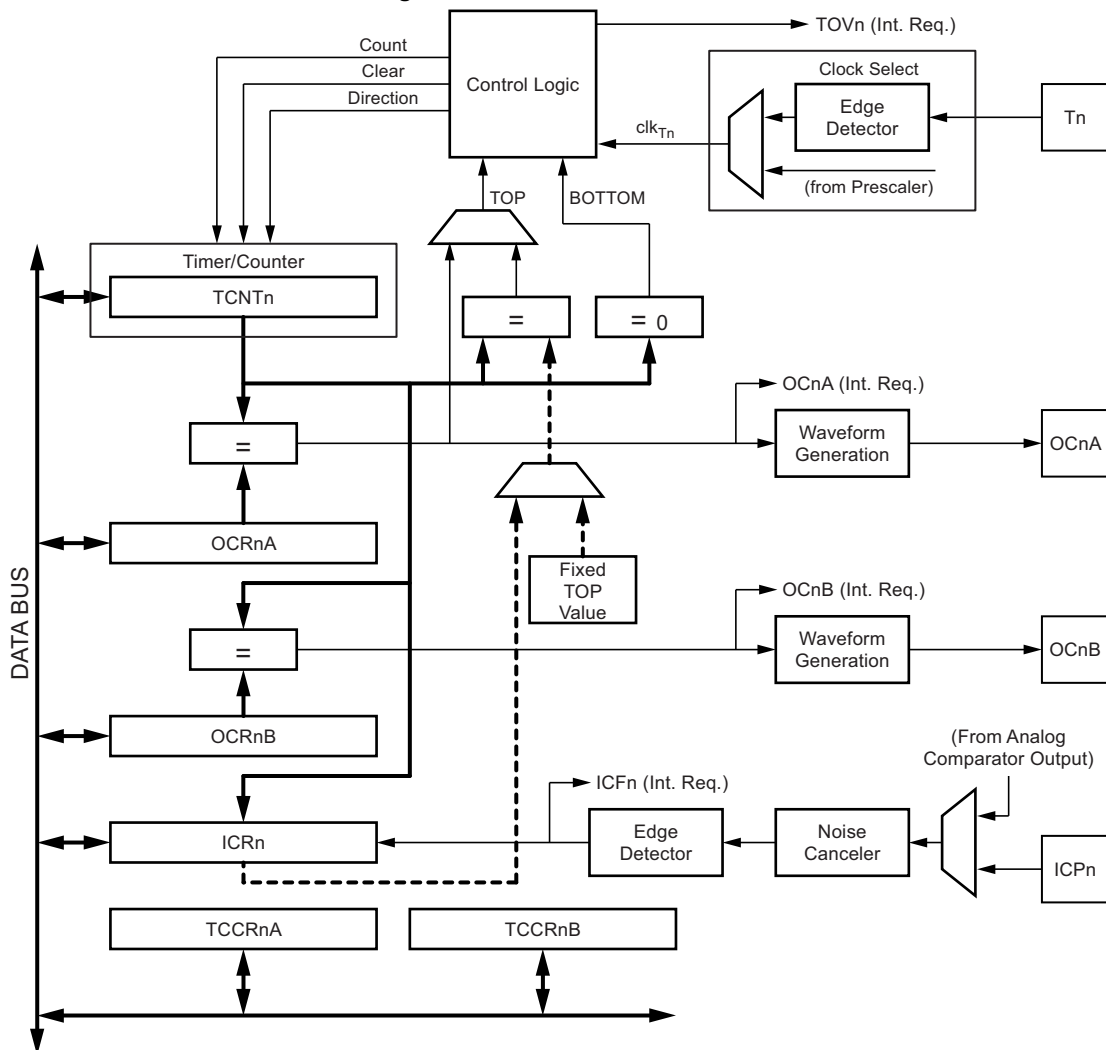 TOVn (Int. Req.)
Count
Clear
Direction
Control Logic
Clock Select
Edge
Detector
Tn
clkTn
(from Prescaler)
TOP
BOTTOM
Timer/Counter
TCNTn
=
= 0
OCnA (Int. Req.)
=
Waveform
Generation
OCnA
OCRnA
Fixed
TOP
Value
OCnB (Int. Req.)
=
Waveform
Generation
OCnB
DATA BUS
OCRnB
(From Analog
Comparator Output)
ICFn (Int. Req.)
ICRn
Edge
Detector
Noise
Canceler
ICPn
TCCRnA
TCCRnB